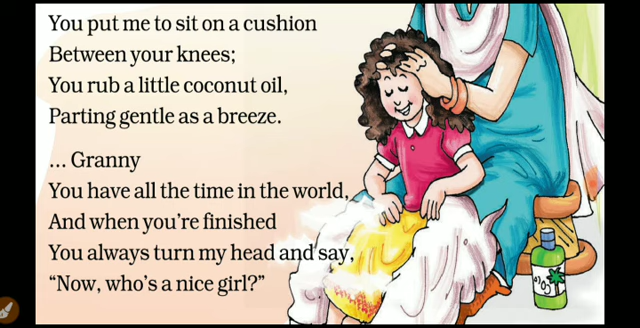 You put me to sit on a cushion
Between your knees;
You rub a little coconut oil,
Parting gentle as a breeze.
... Granny
You have all the time in the world,
And when you're finished
You always turn my head and say,
“Now, who's a nice girl?”